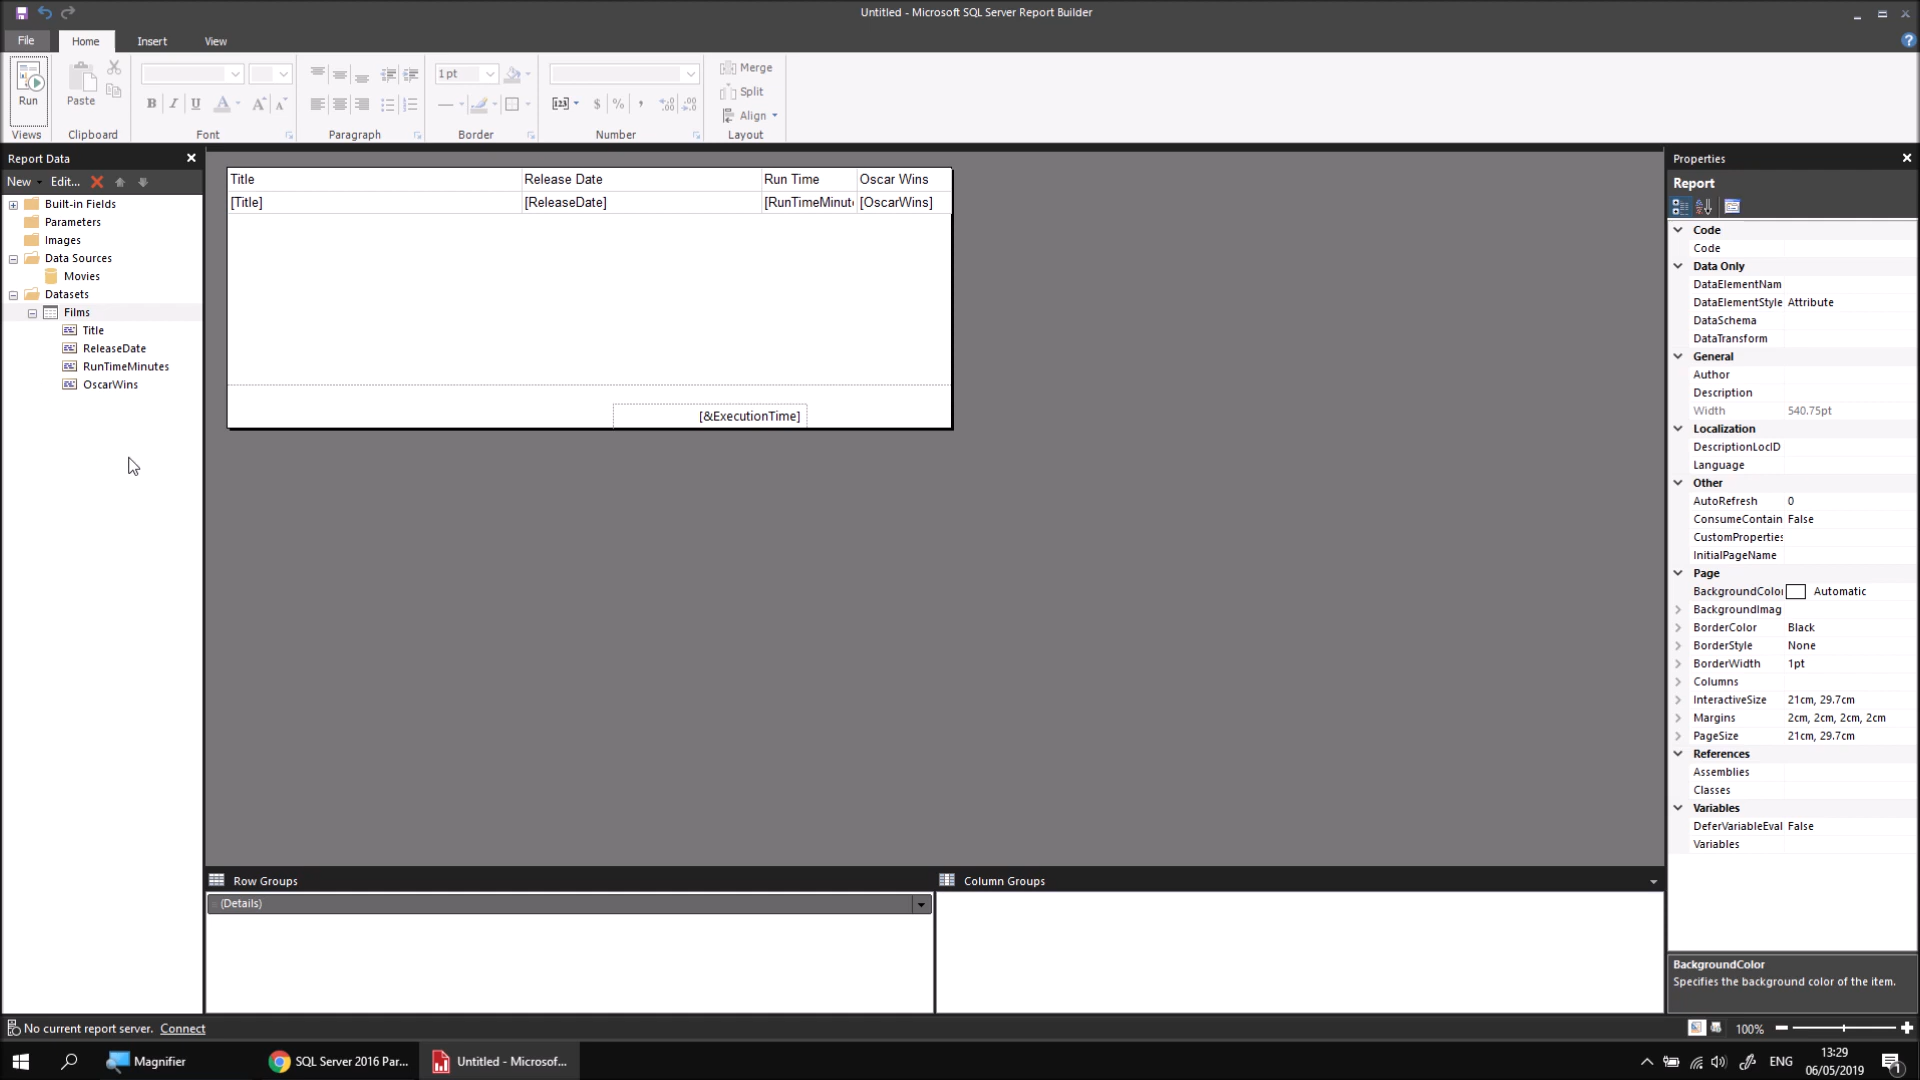 Untitled - Microsoft SQL Server Report Builder
File
Home
Insert
View
Run
Paste
1pt
B I U A A A
[123] $ % , .00 .00
Merge
Split
Align
Views
Clipboard
Font
Paragraph
Border
Number
Layout
Report Data
New
Edit...
Built-in Fields
Parameters
Images
Data Sources
Movies
Datasets
Films
Title
ReleaseDate
RunTimeMinutes
OscarWins
Title Release Date Run Time Oscar Wins
[Title] [ReleaseDate] [RunTimeMinut [OscarWins]
[&ExecutionTime]
Row Groups
(Details)
Column Groups
Properties
Report
Code
Code
Data Only
DataElementNam
DataElementStyle Attribute
DataSchema
DataTransform
General
Author
Description
Width 540.75pt
Localization
DescriptionLocID
Language
Other
AutoRefresh 0
ConsumeContain False
CustomProperties
InitialPageName
Page
BackgroundColor Automatic
BackgroundImag
BorderColor Black
BorderStyle None
BorderWidth 1pt
Columns
InteractiveSize 21cm, 29.7cm
Margins 2cm, 2cm, 2cm, 2cm
PageSize 21cm, 29.7cm
References
Assemblies
Classes
Variables
DeferVariableEval False
Variables
BackgroundColor
Specifies the background color of the item.
No current report server. Connect
100%
Magnifier
SQL Server 2016 Par...
Untitled - Microsof...
ENG
13:29
06/05/2019
1